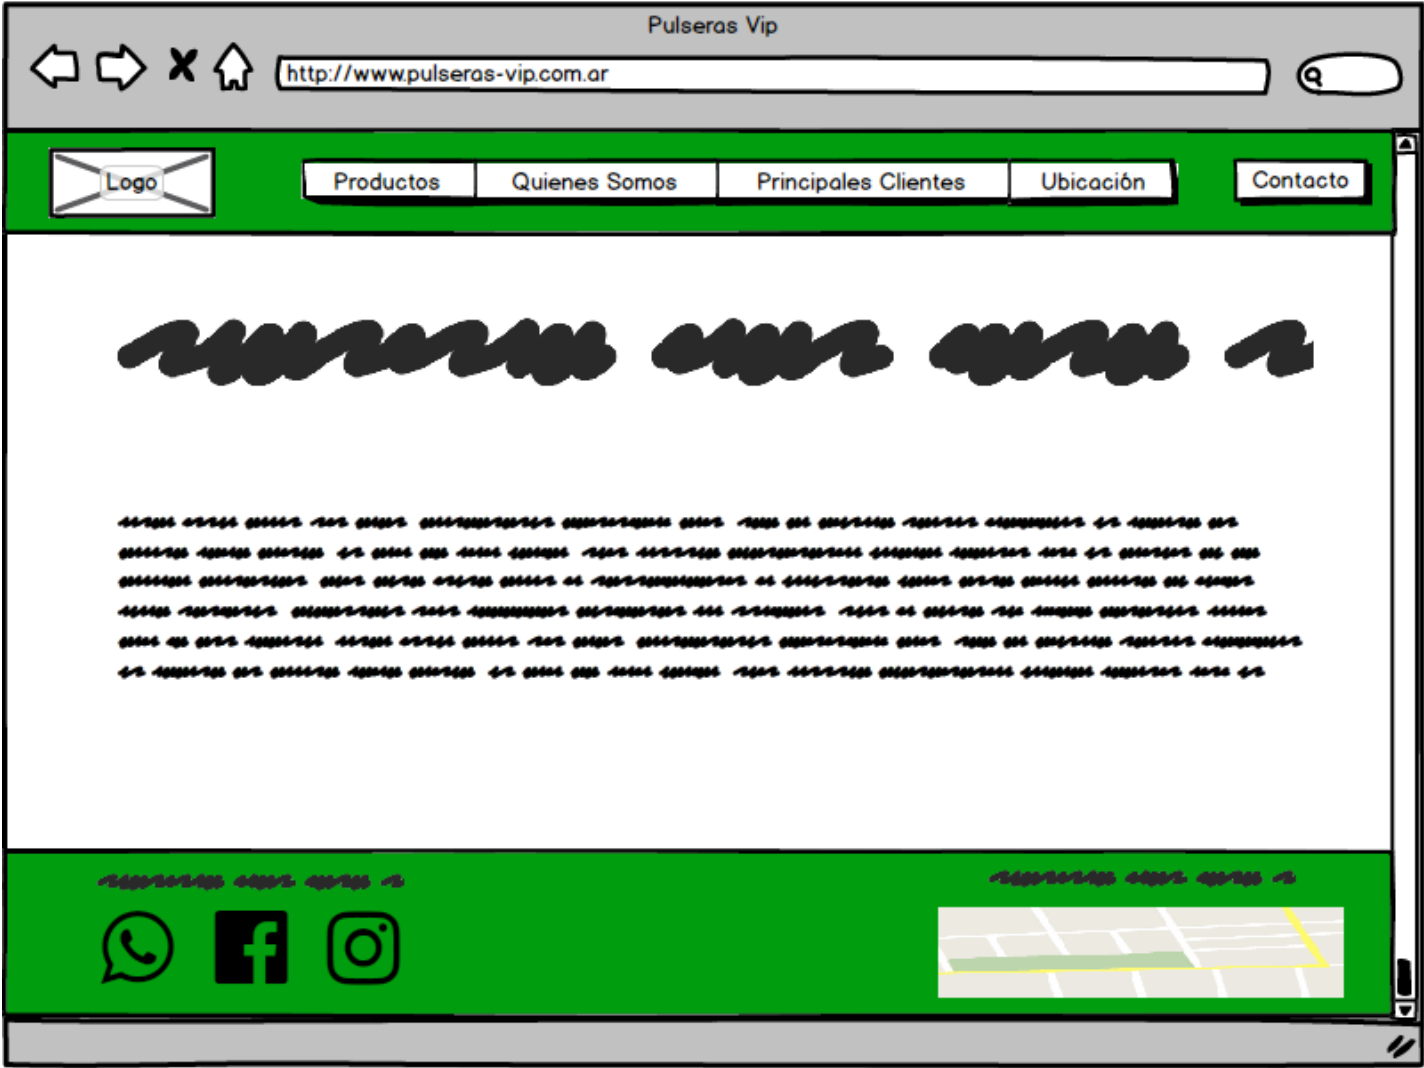 Pulseras Vip
http://www.pulseras-vip.com.ar
Logo
Productos Quienes Somos Principales Clientes Ubicación Contacto